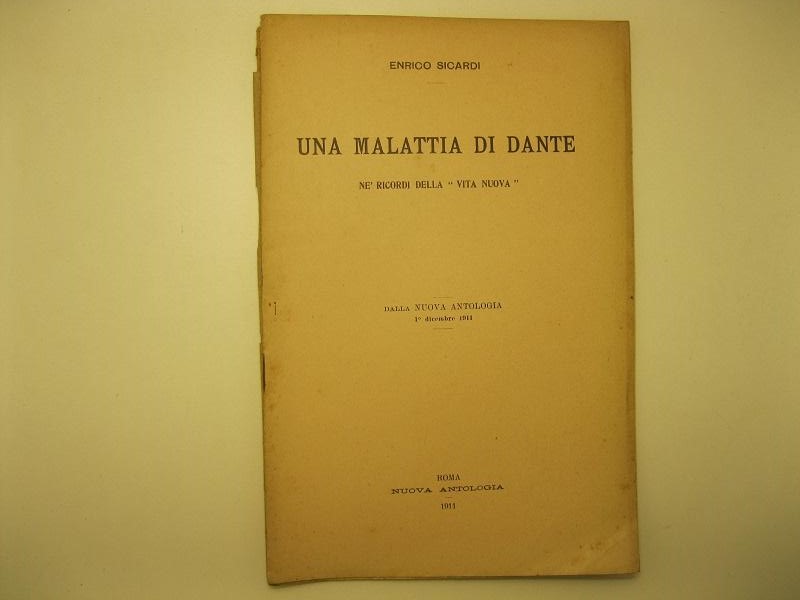 ENRICO SICARDI
UNA MALATTIA DI DANTE
NE' RICORDI DELLA " VITA NUOVA "
DALLA NUOVA ANTOLOGIA
1º dicembre 1911
ROMA
NUOVA ANTOLOGIA
1911